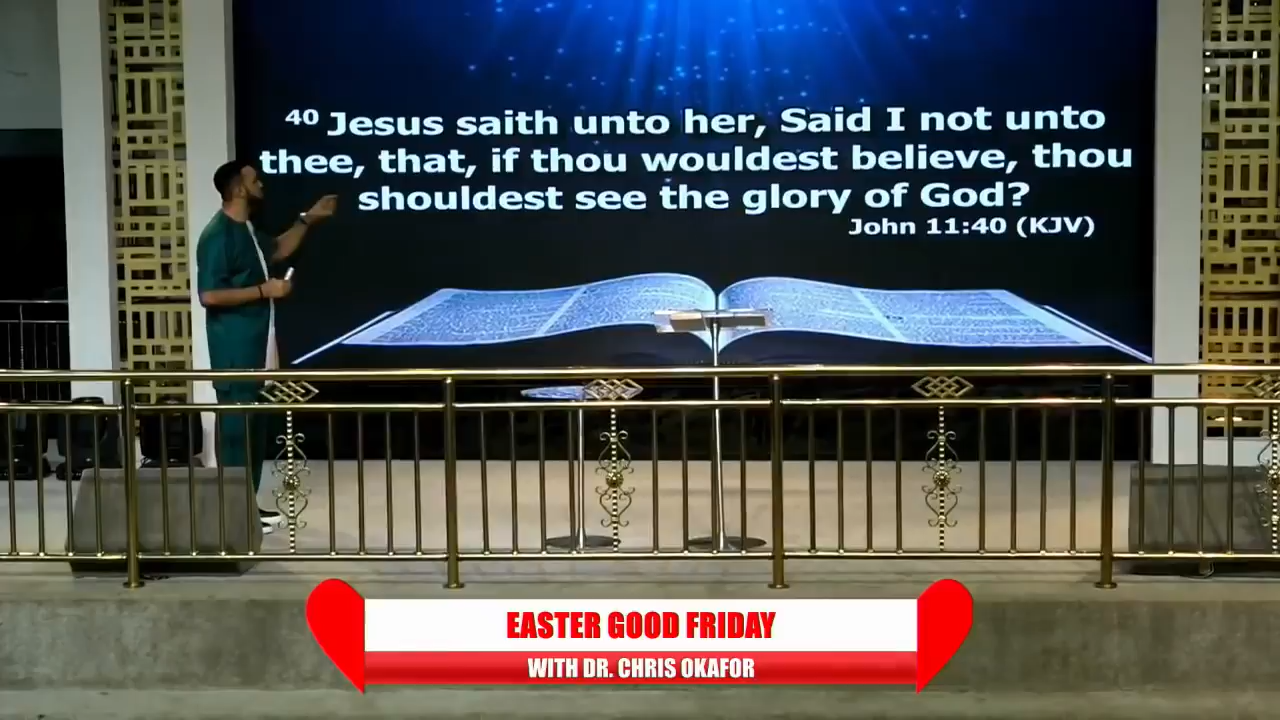 40 Jesus saith unto her, Said I not unto
thee, that, if thou wouldest believe, thou
shouldest see the glory of God?
John 11:40 (KJV)
EASTER GOOD FRIDAY
WITH DR. CHRIS OKAFOR